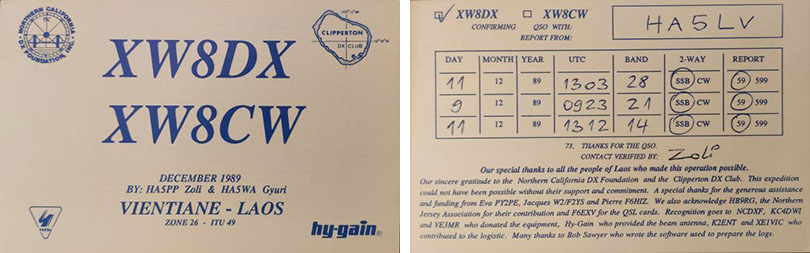 NORTHERN CALIFORNIA
DX FOUNDATION, INC.
CLIPPERTON
DX CLUB
XW8DX
XW8CW
DECEMBER 1989
BY: HA5PP Zoli & HA5WA Gyuri
VIENTIANE - LAOS
ZONE 26 - ITU 49
YAESU
hy-gain®
XW8DX XW8CW
CONFIRMING QSO WITH:
REPORT FROM:
HA5LV
DAY MONTH YEAR UTC BAND 2-WAY REPORT
11 12 89 1303 28 SSB CW 59 599
9 12 89 0923 21 SSB CW 59 599
11 12 89 1312 14 SSB CW 59 599
73, THANKS FOR THE QSO.
CONTACT VERIFIED BY: Zoli
Our special thanks to all the people of Laos who made this operation possible.
Our sincere gratitude to the Northern California DX Foundation and the Clipperton DX Club. This expedition
could not have been possible without their support and commitment. A special thanks for the generous assistance
and funding from Eva PY2PE, Jacques W2/F2YS and Pierre F6HIZ. We also acknowledge HB9RG, the Northern
Jersey Association for their contribution and F6EXV for the QSL cards. Recognition goes to NCDXF, KC4DWI
and VE3MR who donated the equipment, Hy-Gain who provided the beam antenna, K2ENT and XE1VIC who
contributed to the logistic. Many thanks to Bob Sawyer who wrote the software used to prepare the logs.